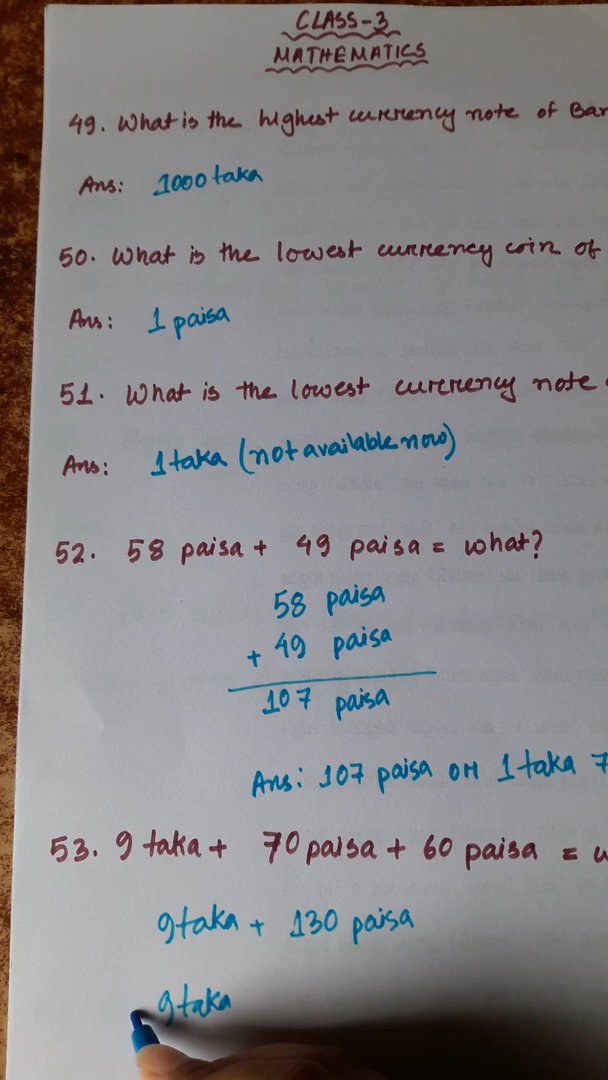 CLASS-3
MATHEMATICS
49. What is the highest currency note of
Ans: 1000 taka
50. What is the lowest currency coin of
Ans: 1 paisa
51. What is the lowest currency note
Ans: 1 taka (not available now)
52. 58 paisa + 49 paisa = what?
58 paisa
+ 49 paisa
107 paisa
Ans: 107 paisa or 1 taka 7
53. 9 taka + 70 paisa + 60 paisa =
9 taka + 130 paisa
9 taka